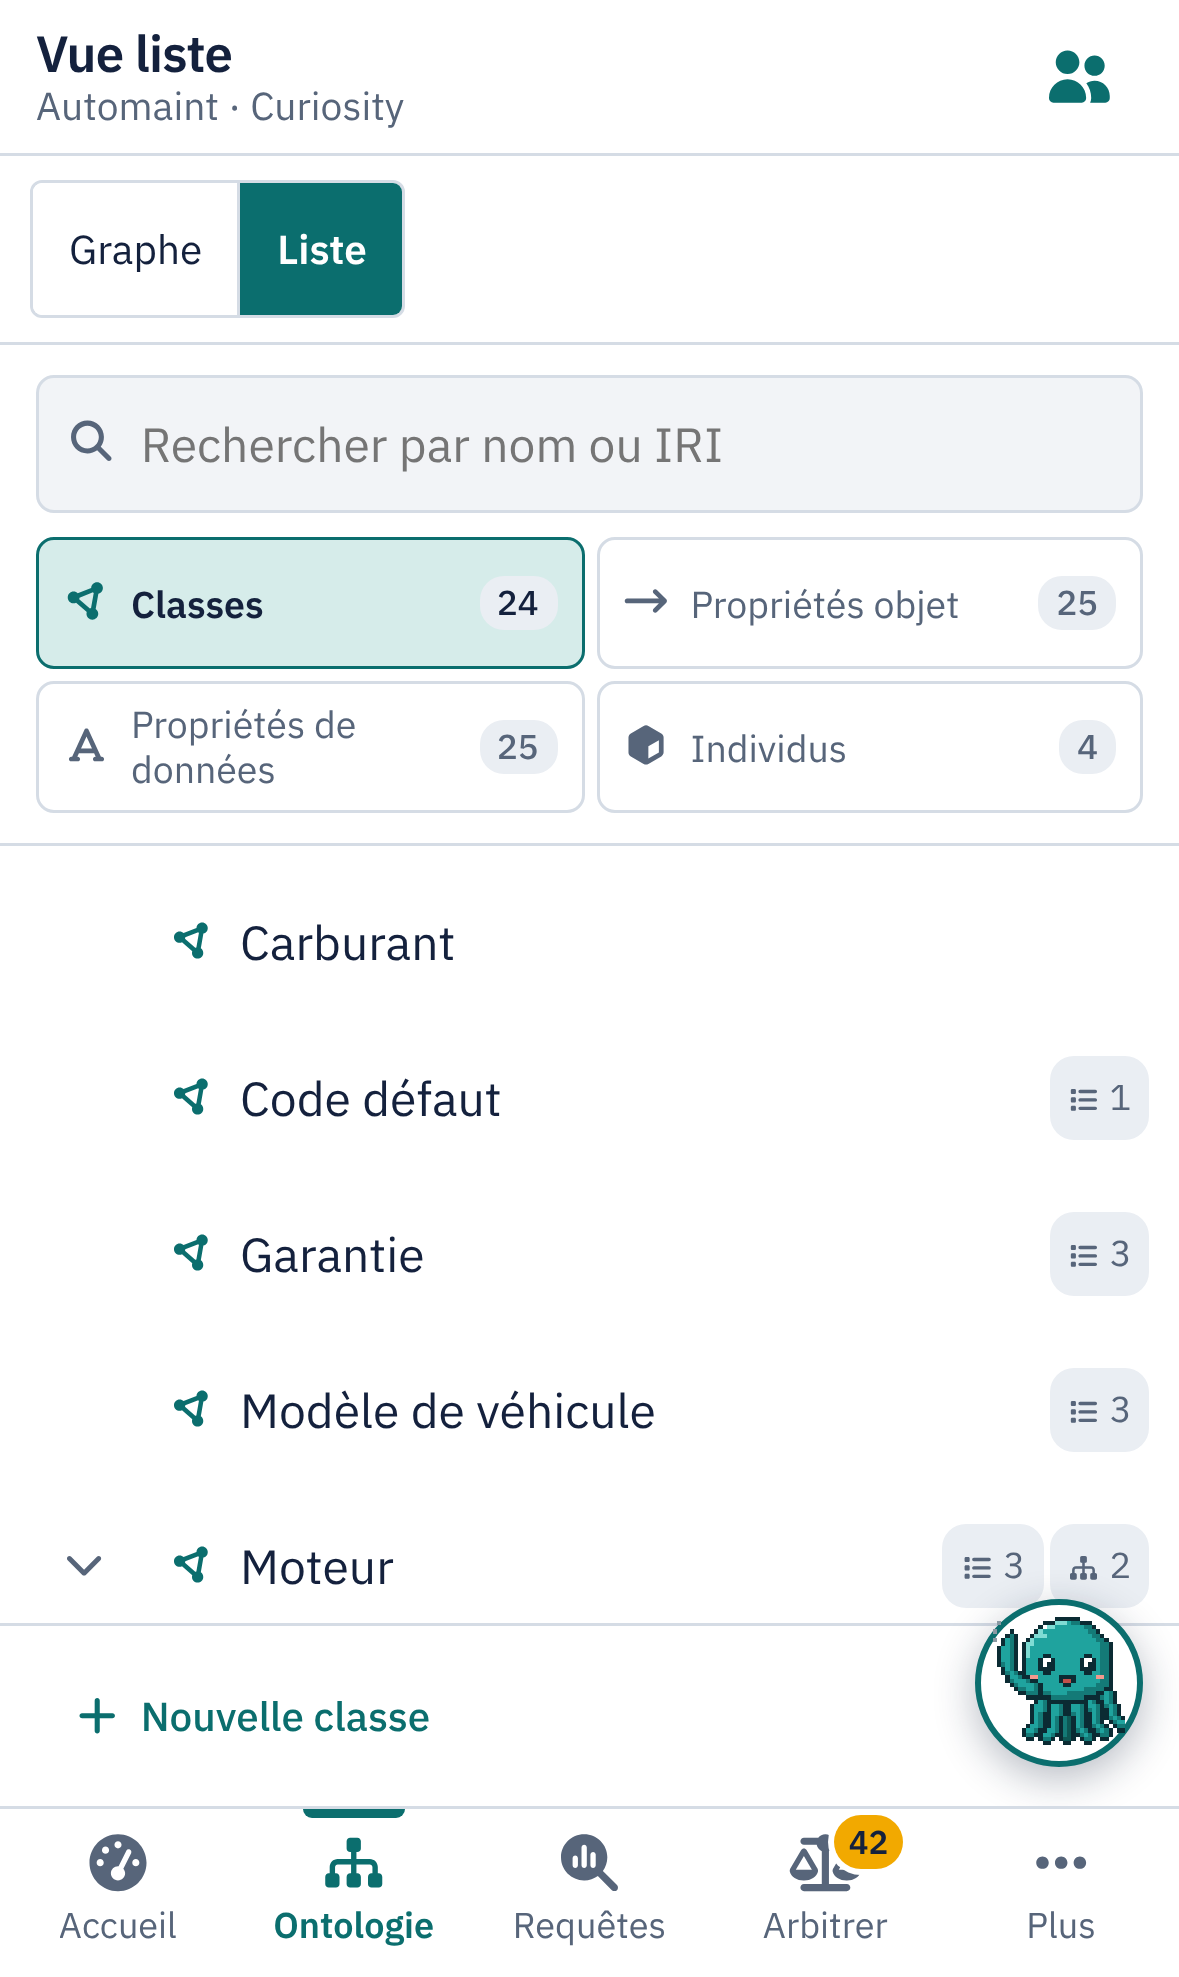 Vue liste
Automaint · Curiosity
Graphe
Liste
Rechercher par nom ou IRI
Classes 24
Propriétés objet 25
Propriétés de
données 25
Individus 4
Carburant
Code défaut 1
Garantie 3
Modèle de véhicule 3
Moteur 3 2
Nouvelle classe
42
Accueil
Ontologie
Requêtes
Arbitrer
Plus